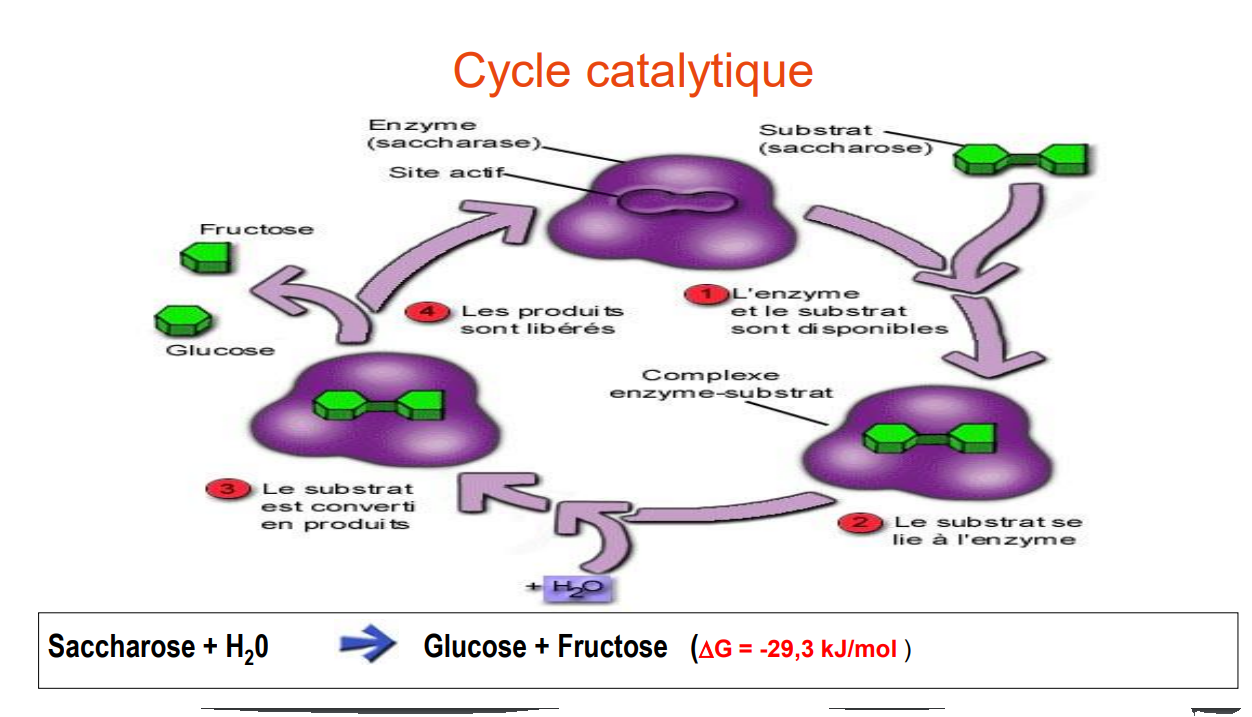 Cycle catalytique
Enzyme
(saccharase)
Site actif
Substrat
(saccharose)
Fructose
Glucose
4 Les produits
sont libérés
1 L'enzyme
et le substrat
sont disponibles
Complexe
enzyme-substrat
3 Le substrat
est converti
en produits
2 Le substrat se
lie à l'enzyme
+ H2O
Saccharose + H20 Glucose + Fructose (ΔG = -29,3 kJ/mol )